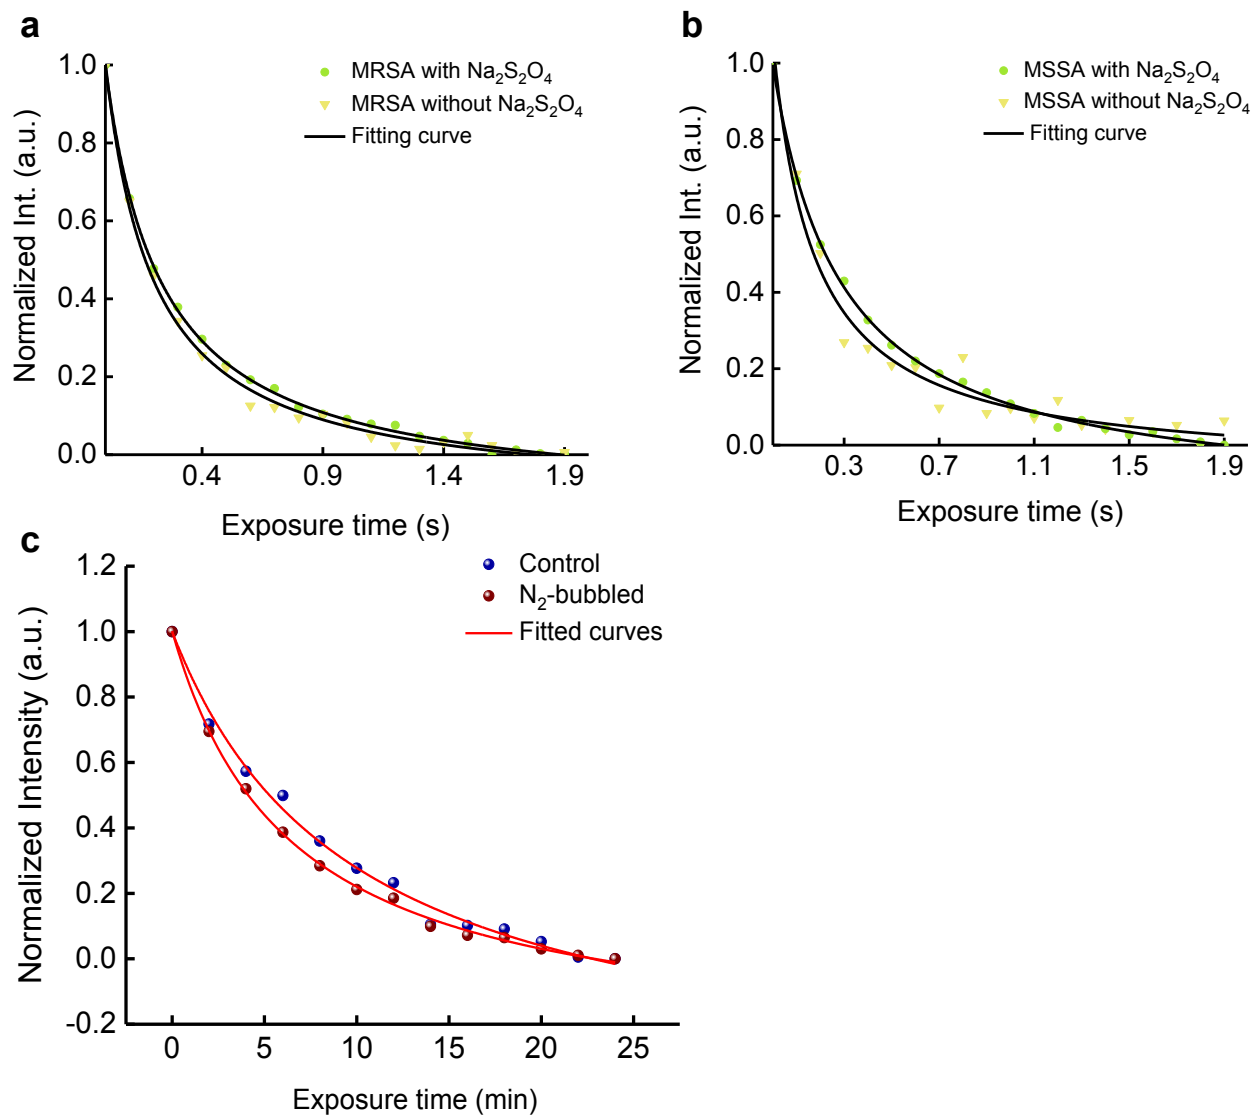 a
MRSA with Na₂S₂O₄
MRSA without Na₂S₂O₄
Fitting curve
Normalized Int. (a.u.)
1.0
0.8
0.6
0.4
0.2
0.0
0.4 0.9 1.4 1.9
Exposure time (s)
b
MSSA with Na₂S₂O₄
MSSA without Na₂S₂O₄
Fitting curve
Normalized Int. (a.u.)
1.0
0.8
0.6
0.4
0.2
0.0
0.3 0.7 1.1 1.5 1.9
Exposure time (s)
c
Control
N₂-bubbled
Fitted curves
Normalized Intensity (a.u.)
1.2
1.0
0.8
0.6
0.4
0.2
0.0
-0.2
0 5 10 15 20 25
Exposure time (min)